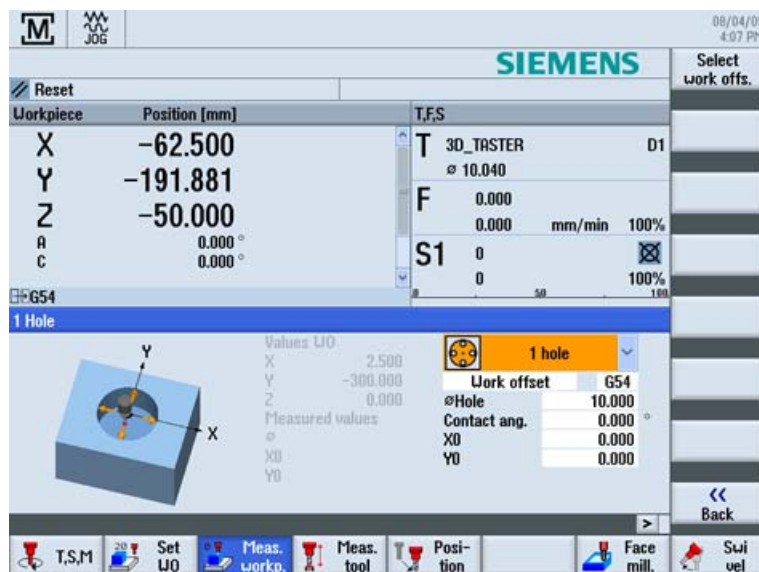 M
JOG
08/04/0
4:07 PM
SIEMENS
Select
work offs.
Reset
Workpiece Position [mm]
T,F,S
X -62.500
Y -191.881
Z -50.000
A 0.000 °
C 0.000 °
T 3D_TASTER D1
ø 10.040
F 0.000
0.000 mm/min 100%
S1 0
0 100%
0 50 100
G54
1 Hole
Y
X
Values WO
X 2.500
Y -300.000
Z 0.000
Measured values
ø
X0
Y0
1 hole
Work offset G54
øHole 10.000
Contact ang. 0.000 °
X0 0.000
Y0 0.000
«
Back
>
T,S,M
Set
WO
Meas.
workp.
Meas.
tool
Posi-
tion
Face
mill.
Swi
vel